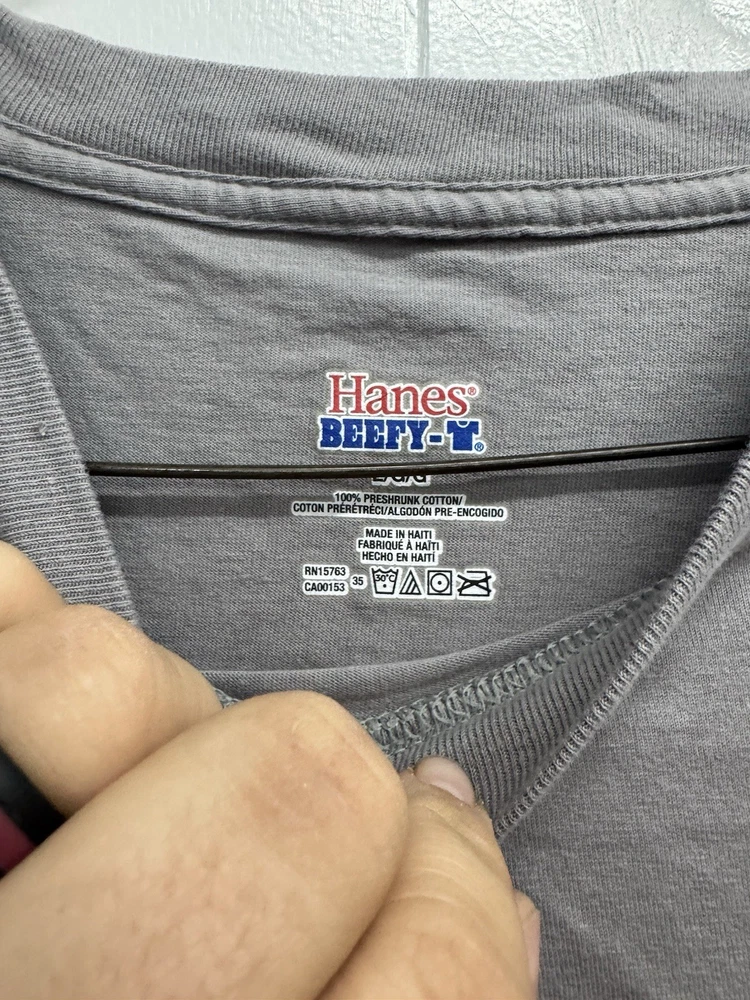 Hanes®
BEEFY-T®
100% PRESHRUNK COTTON/
COTON PRÉRÉTRÉCI/ALGODÓN PRE-ENCOGIDO
MADE IN HAITI
FABRIQUÉ À HAÏTI
HECHO EN HAITÍ
RN15763
CA00153 35 30°C